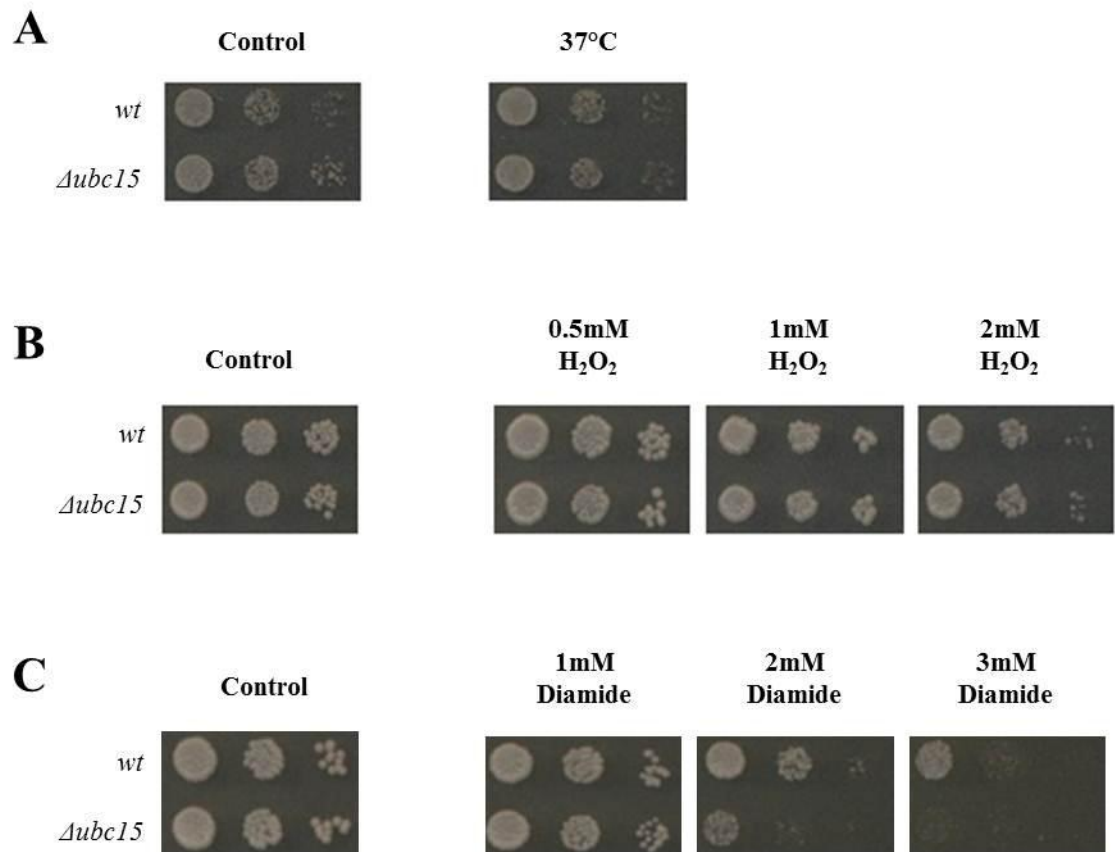 A
Control
37°C
wt
Δubc15
B
Control
0.5mM
H₂O₂
1mM
H₂O₂
2mM
H₂O₂
wt
Δubc15
C
Control
1mM
Diamide
2mM
Diamide
3mM
Diamide
wt
Δubc15